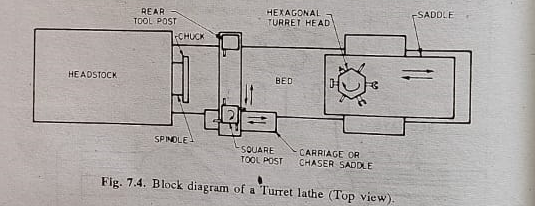 REAR
TOOL POST
HEXAGONAL
TURRET HEAD
SADDLE
CHUCK
HEADSTOCK
BED
SPINDLE
SQUARE
TOOL POST
CARRIAGE OR
CHASER SADDLE
Fig. 7.4. Block diagram of a Turret lathe (Top view).